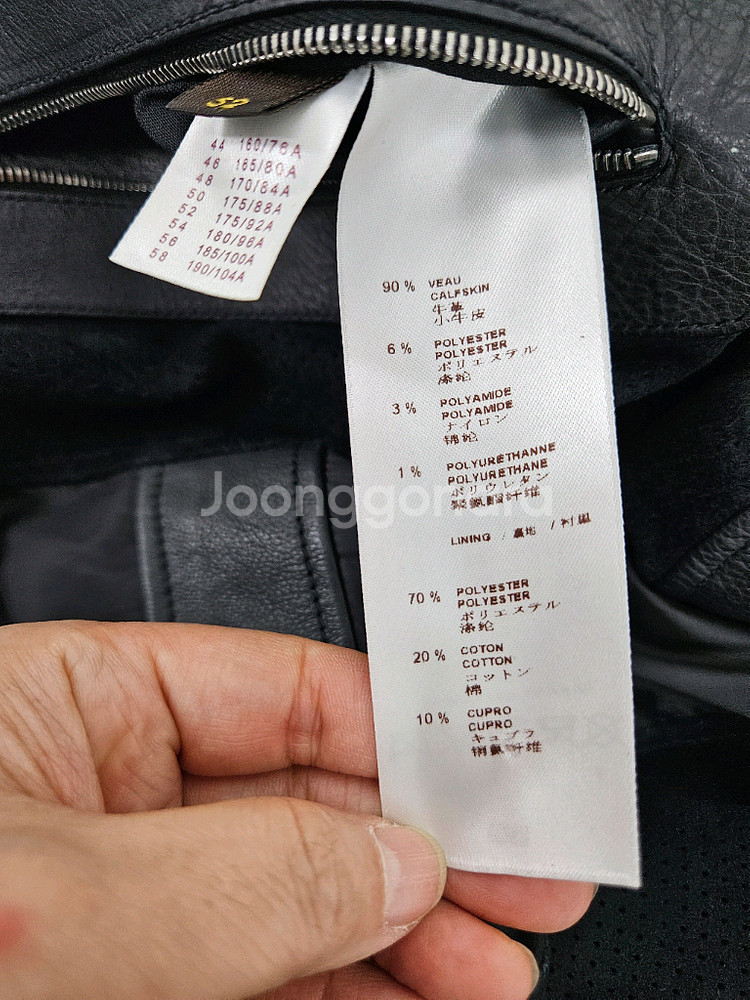 52
44 160/76A
46 165/80A
48 170/84A
50 175/88A
52 175/92A
54 180/96A
56 185/100A
58 190/104A
90 % VEAU
CALFSKIN
牛革
小牛皮
6 % POLYESTER
POLYESTER
ポリエステル
涤纶
3 % POLYAMIDE
POLYAMIDE
ナイロン
锦纶
1 % POLYURÉTHANNE
POLYURETHANE
ポリウレタン
聚氨酯纤维
Joonggonara
LINING / 裏地 / 衬里
70 % POLYESTER
POLYESTER
ポリエステル
涤纶
20 % COTON
COTTON
コットン
棉
10 % CUPRO
CUPRO
キュプラ
铜氨纤维